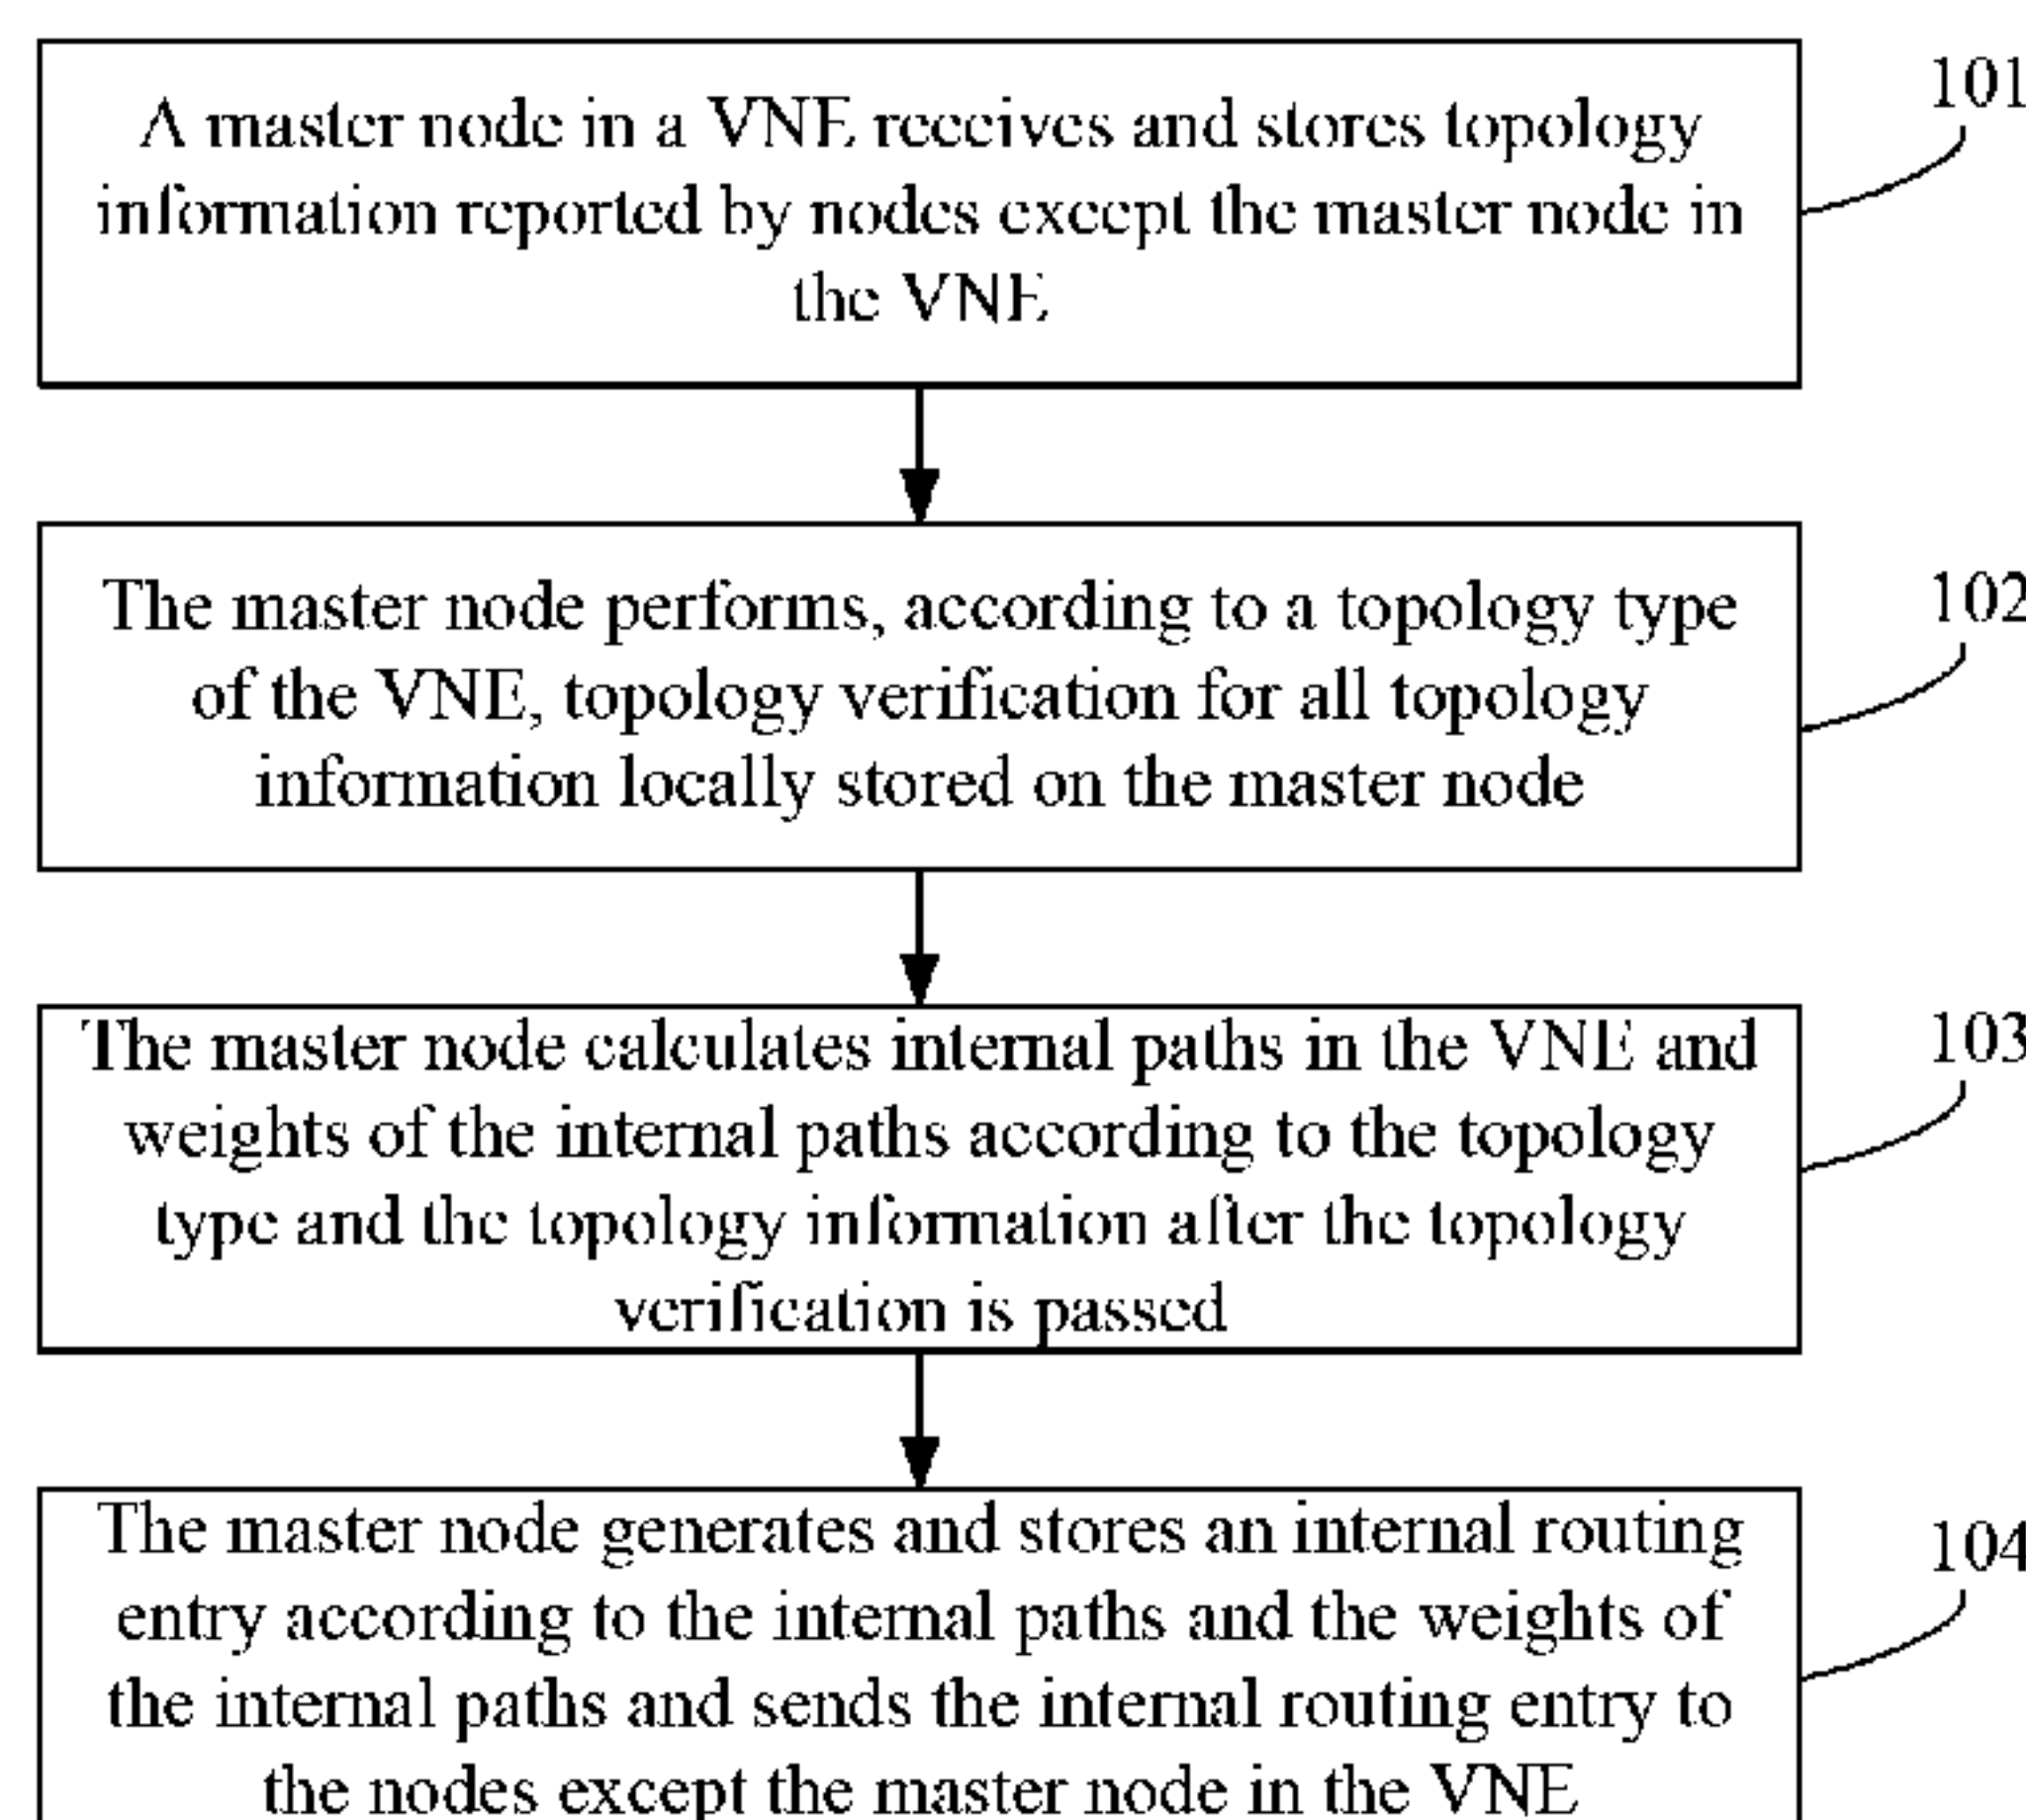 A master node in a VNE receives and stores topology
information reported by nodes except the master node in
the VNE
101
The master node performs, according to a topology type
of the VNE, topology verification for all topology
information locally stored on the master node
102
The master node calculates internal paths in the VNE and
weights of the internal paths according to the topology
type and the topology information after the topology
verification is passed
103
The master node generates and stores an internal routing
entry according to the internal paths and the weights of
the internal paths and sends the internal routing entry to
the nodes except the master node in the VNE
104